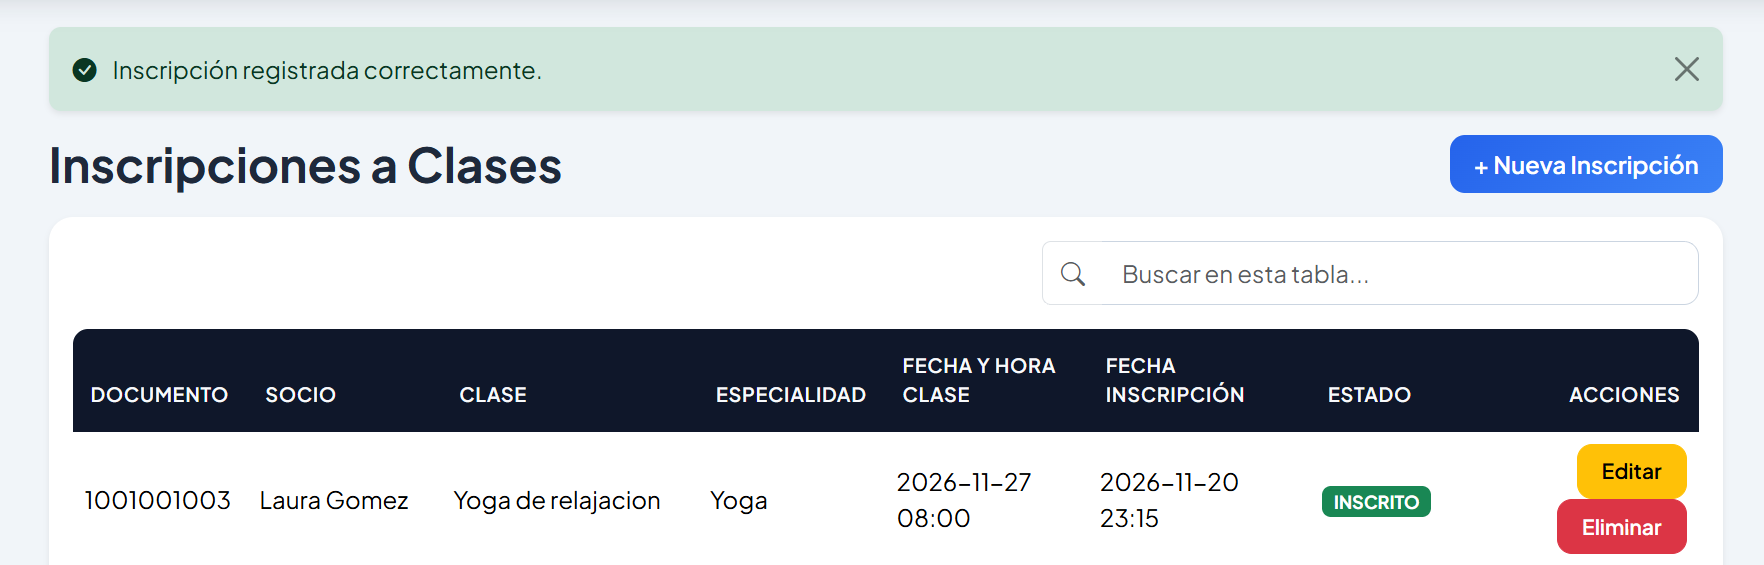 Inscripción registrada correctamente.
Inscripciones a Clases
+ Nueva Inscripción
Buscar en esta tabla...
DOCUMENTO SOCIO CLASE ESPECIALIDAD FECHA Y HORA CLASE FECHA INSCRIPCIÓN ESTADO ACCIONES
1001001003 Laura Gomez Yoga de relajacion Yoga 2026-11-27 08:00 2026-11-20 23:15 INSCRITO Editar
Eliminar